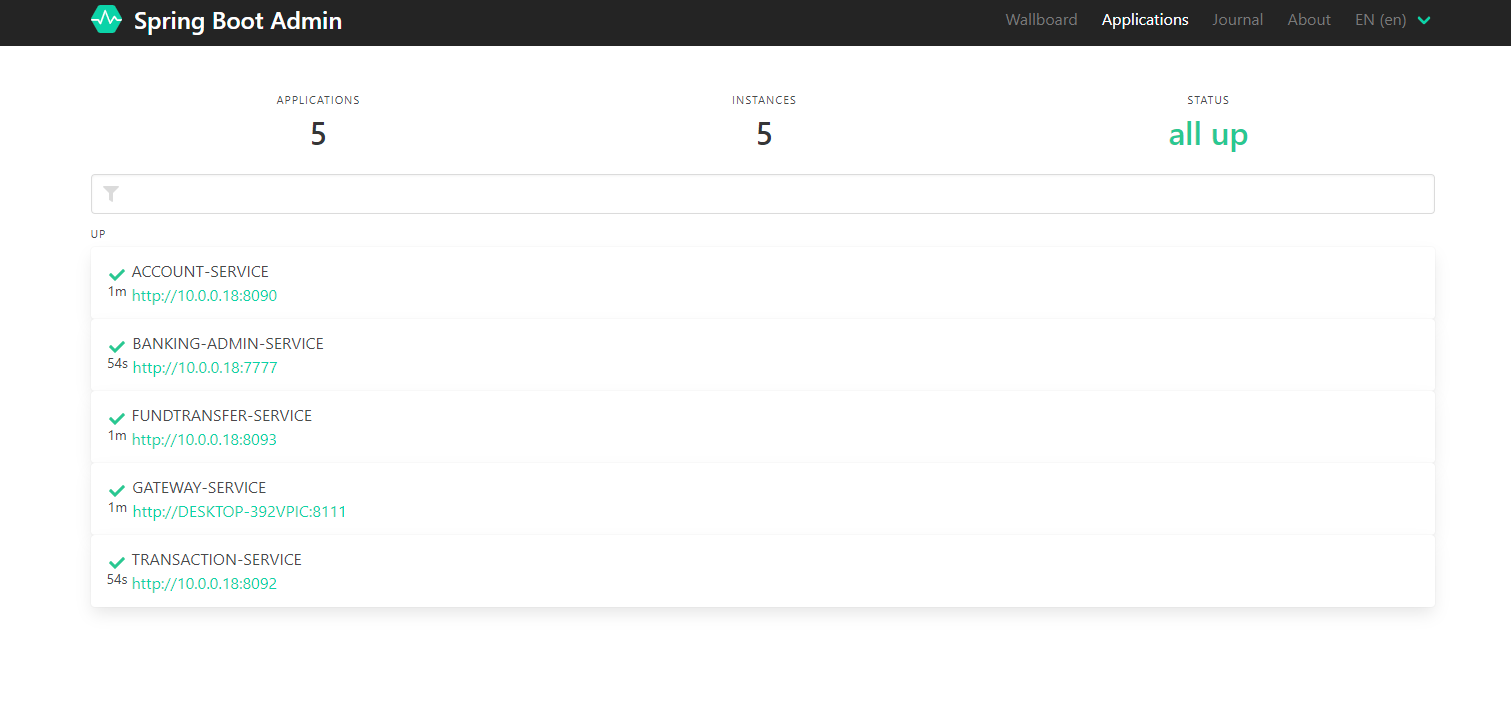 Spring Boot Admin
Wallboard Applications Journal About EN (en)
APPLICATIONS
5
INSTANCES
5
STATUS
all up
UP
ACCOUNT-SERVICE
1m http://10.0.0.18:8090
BANKING-ADMIN-SERVICE
54s http://10.0.0.18:7777
FUNDTRANSFER-SERVICE
1m http://10.0.0.18:8093
GATEWAY-SERVICE
1m http://DESKTOP-392VPIC:8111
TRANSACTION-SERVICE
54s http://10.0.0.18:8092